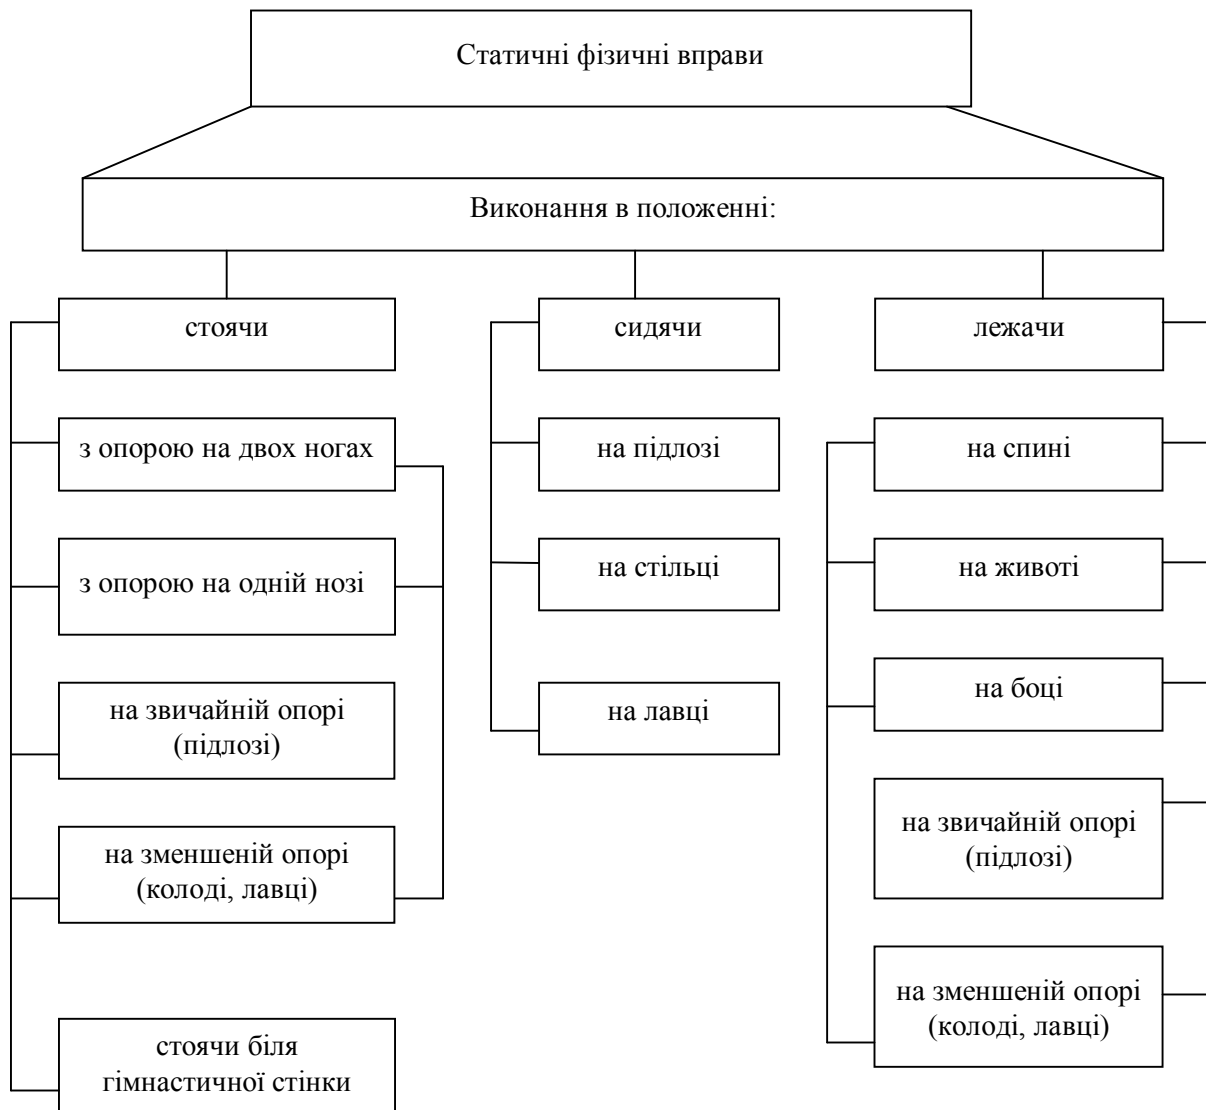 Статичні фізичні вправи
Виконання в положенні:
стоячи
з опорою на двох ногах
з опорою на одній нозі
на звичайній опорі
(підлозі)
на зменшеній опорі
(колоді, лавці)
стоячи біля
гімнастичної стінки
сидячи
на підлозі
на стільці
на лавці
лежачи
на спині
на животі
на боці
на звичайній опорі
(підлозі)
на зменшеній опорі
(колоді, лавці)